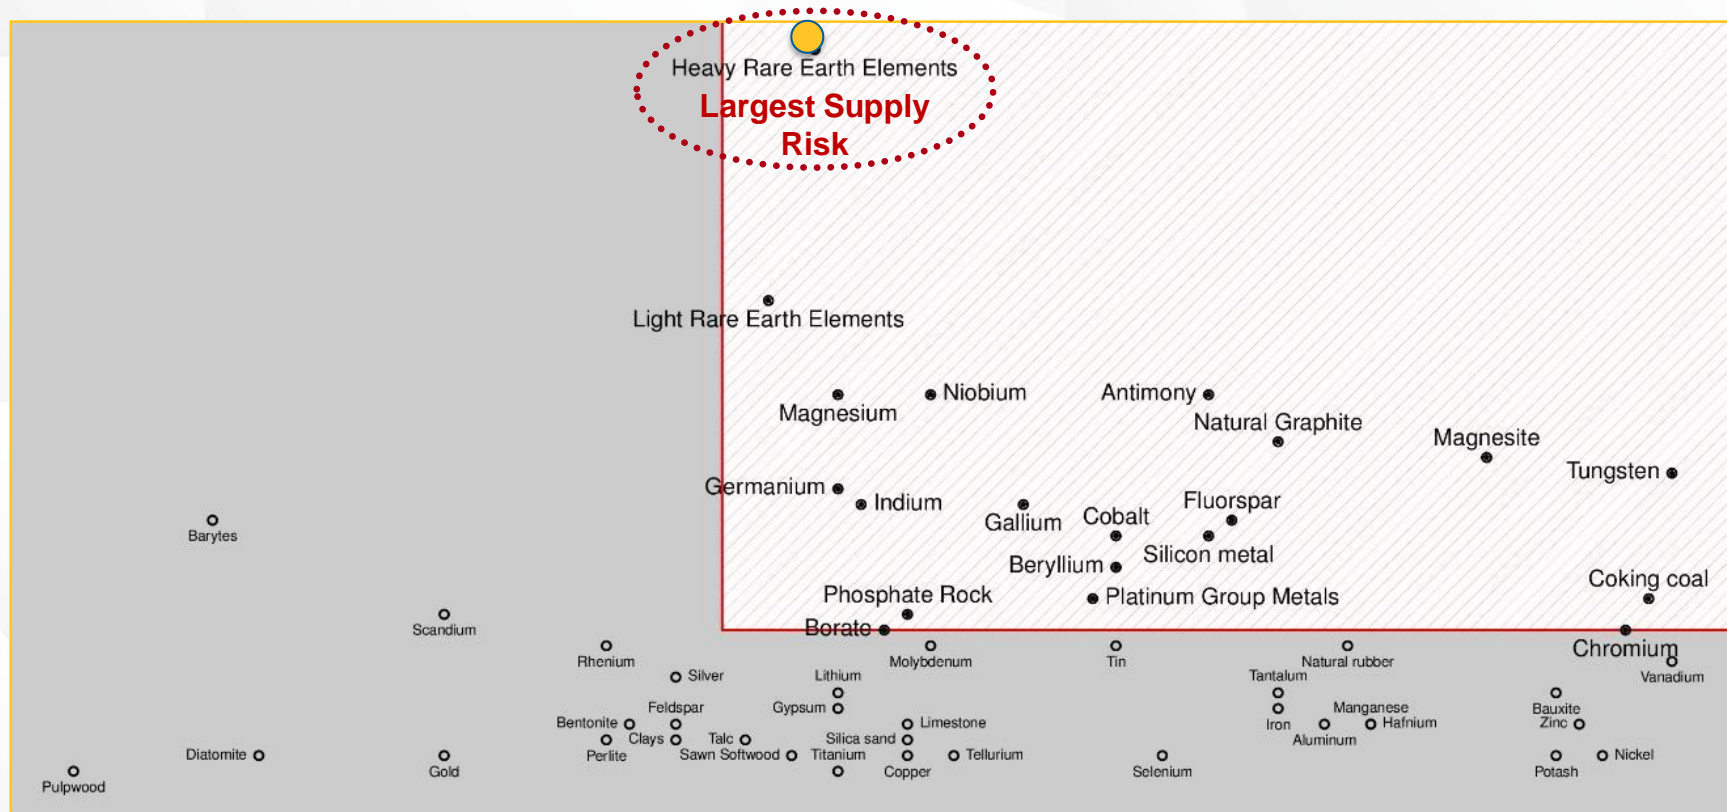 Heavy Rare Earth Elements
Largest Supply
Risk
Light Rare Earth Elements
Magnesium
Niobium
Antimony
Natural Graphite
Magnesite
Tungsten
Germanium
Indium
Gallium
Cobalt
Fluorspar
Silicon metal
Barytes
Beryllium
Coking coal
Phosphate Rock
Platinum Group Metals
Scandium
Borate
Chromium
Rhenium
Molybdenum
Tin
Natural rubber
Vanadium
Silver
Lithium
Tantalum
Feldspar
Gypsum
Manganese
Bauxite
Bentonite
Limestone
Iron
Hafnium
Zinc
Clays
Talc
Silica sand
Aluminum
Diatomite
Perlite
Sawn Softwood
Titanium
Tellurium
Nickel
Gold
Copper
Selenium
Potash
Pulpwood